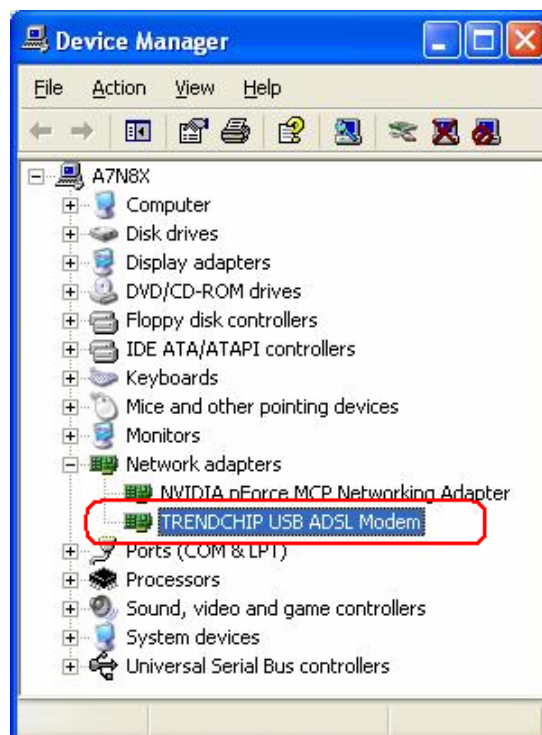 Device Manager
File Action View Help
A7N8X
Computer
Disk drives
Display adapters
DVD/CD-ROM drives
Floppy disk controllers
IDE ATA/ATAPI controllers
Keyboards
Mice and other pointing devices
Monitors
Network adapters
NVIDIA nForce MCP Networking Adapter
TRENDCHIP USB ADSL Modem
Ports (COM & LPT)
Processors
Sound, video and game controllers
System devices
Universal Serial Bus controllers